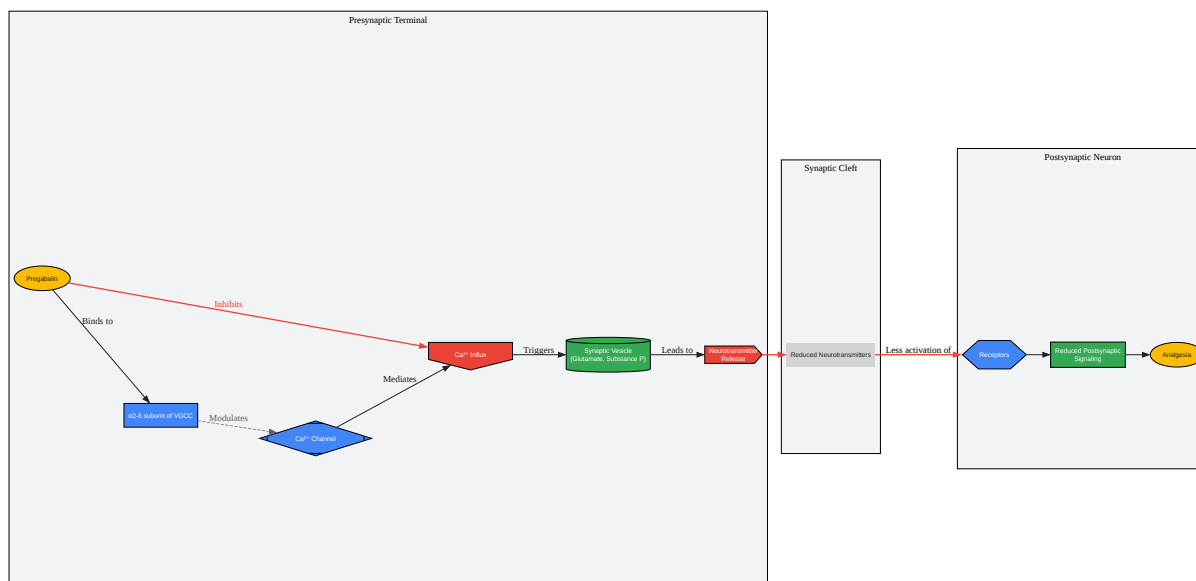 Presynaptic Terminal
Synaptic Cleft
Postsynaptic Neuron
Pregabalin
Inhibits
Binds to
Ca²⁺ Influx
Triggers
Synaptic Vesicle
(Glutamate, Substance P)
Leads to
Neurotransmitter
Release
Reduced Neurotransmitters
Less activation of
Receptors
Reduced Postsynaptic
Signaling
Analgesia
Mediates
α2-δ subunit of VGCC
Modulates
Ca²⁺ Channel